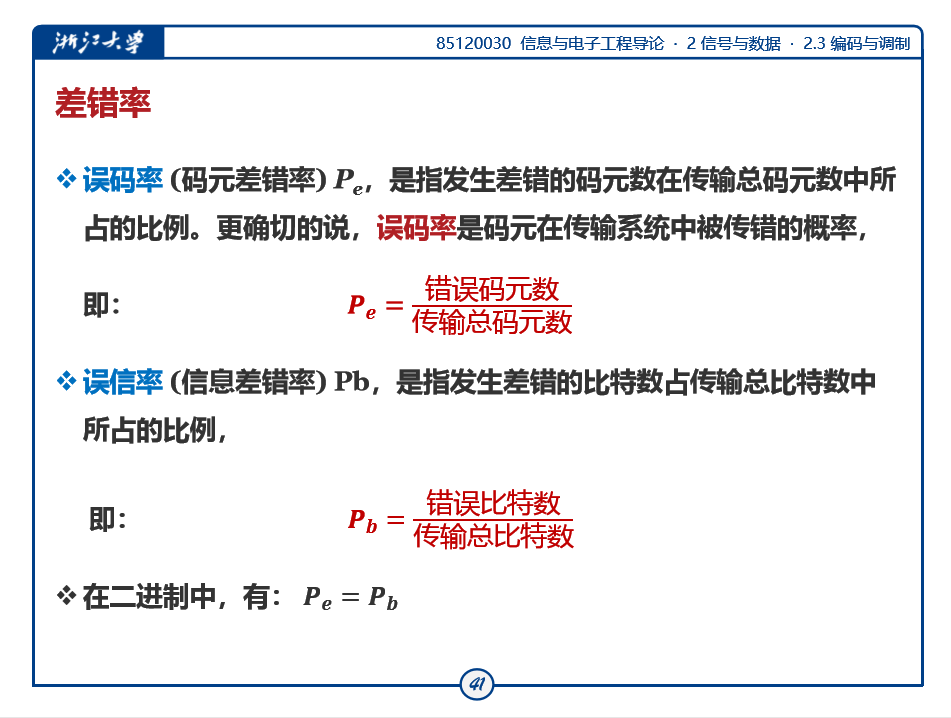 浙江大学
85120030 信息与电子工程导论 · 2 信号与数据 · 2.3 编码与调制
差错率
❖ 误码率 (码元差错率) Pₑ，是指发生差错的码元数在传输总码元数中所
占的比例。更确切的说，误码率是码元在传输系统中被传错的概率，
即： Pₑ = 错误码元数/传输总码元数
❖ 误信率 (信息差错率) Pb，是指发生差错的比特数占传输总比特数中
所占的比例，
即： P_b = 错误比特数/传输总比特数
❖ 在二进制中，有： Pₑ = P_b
41